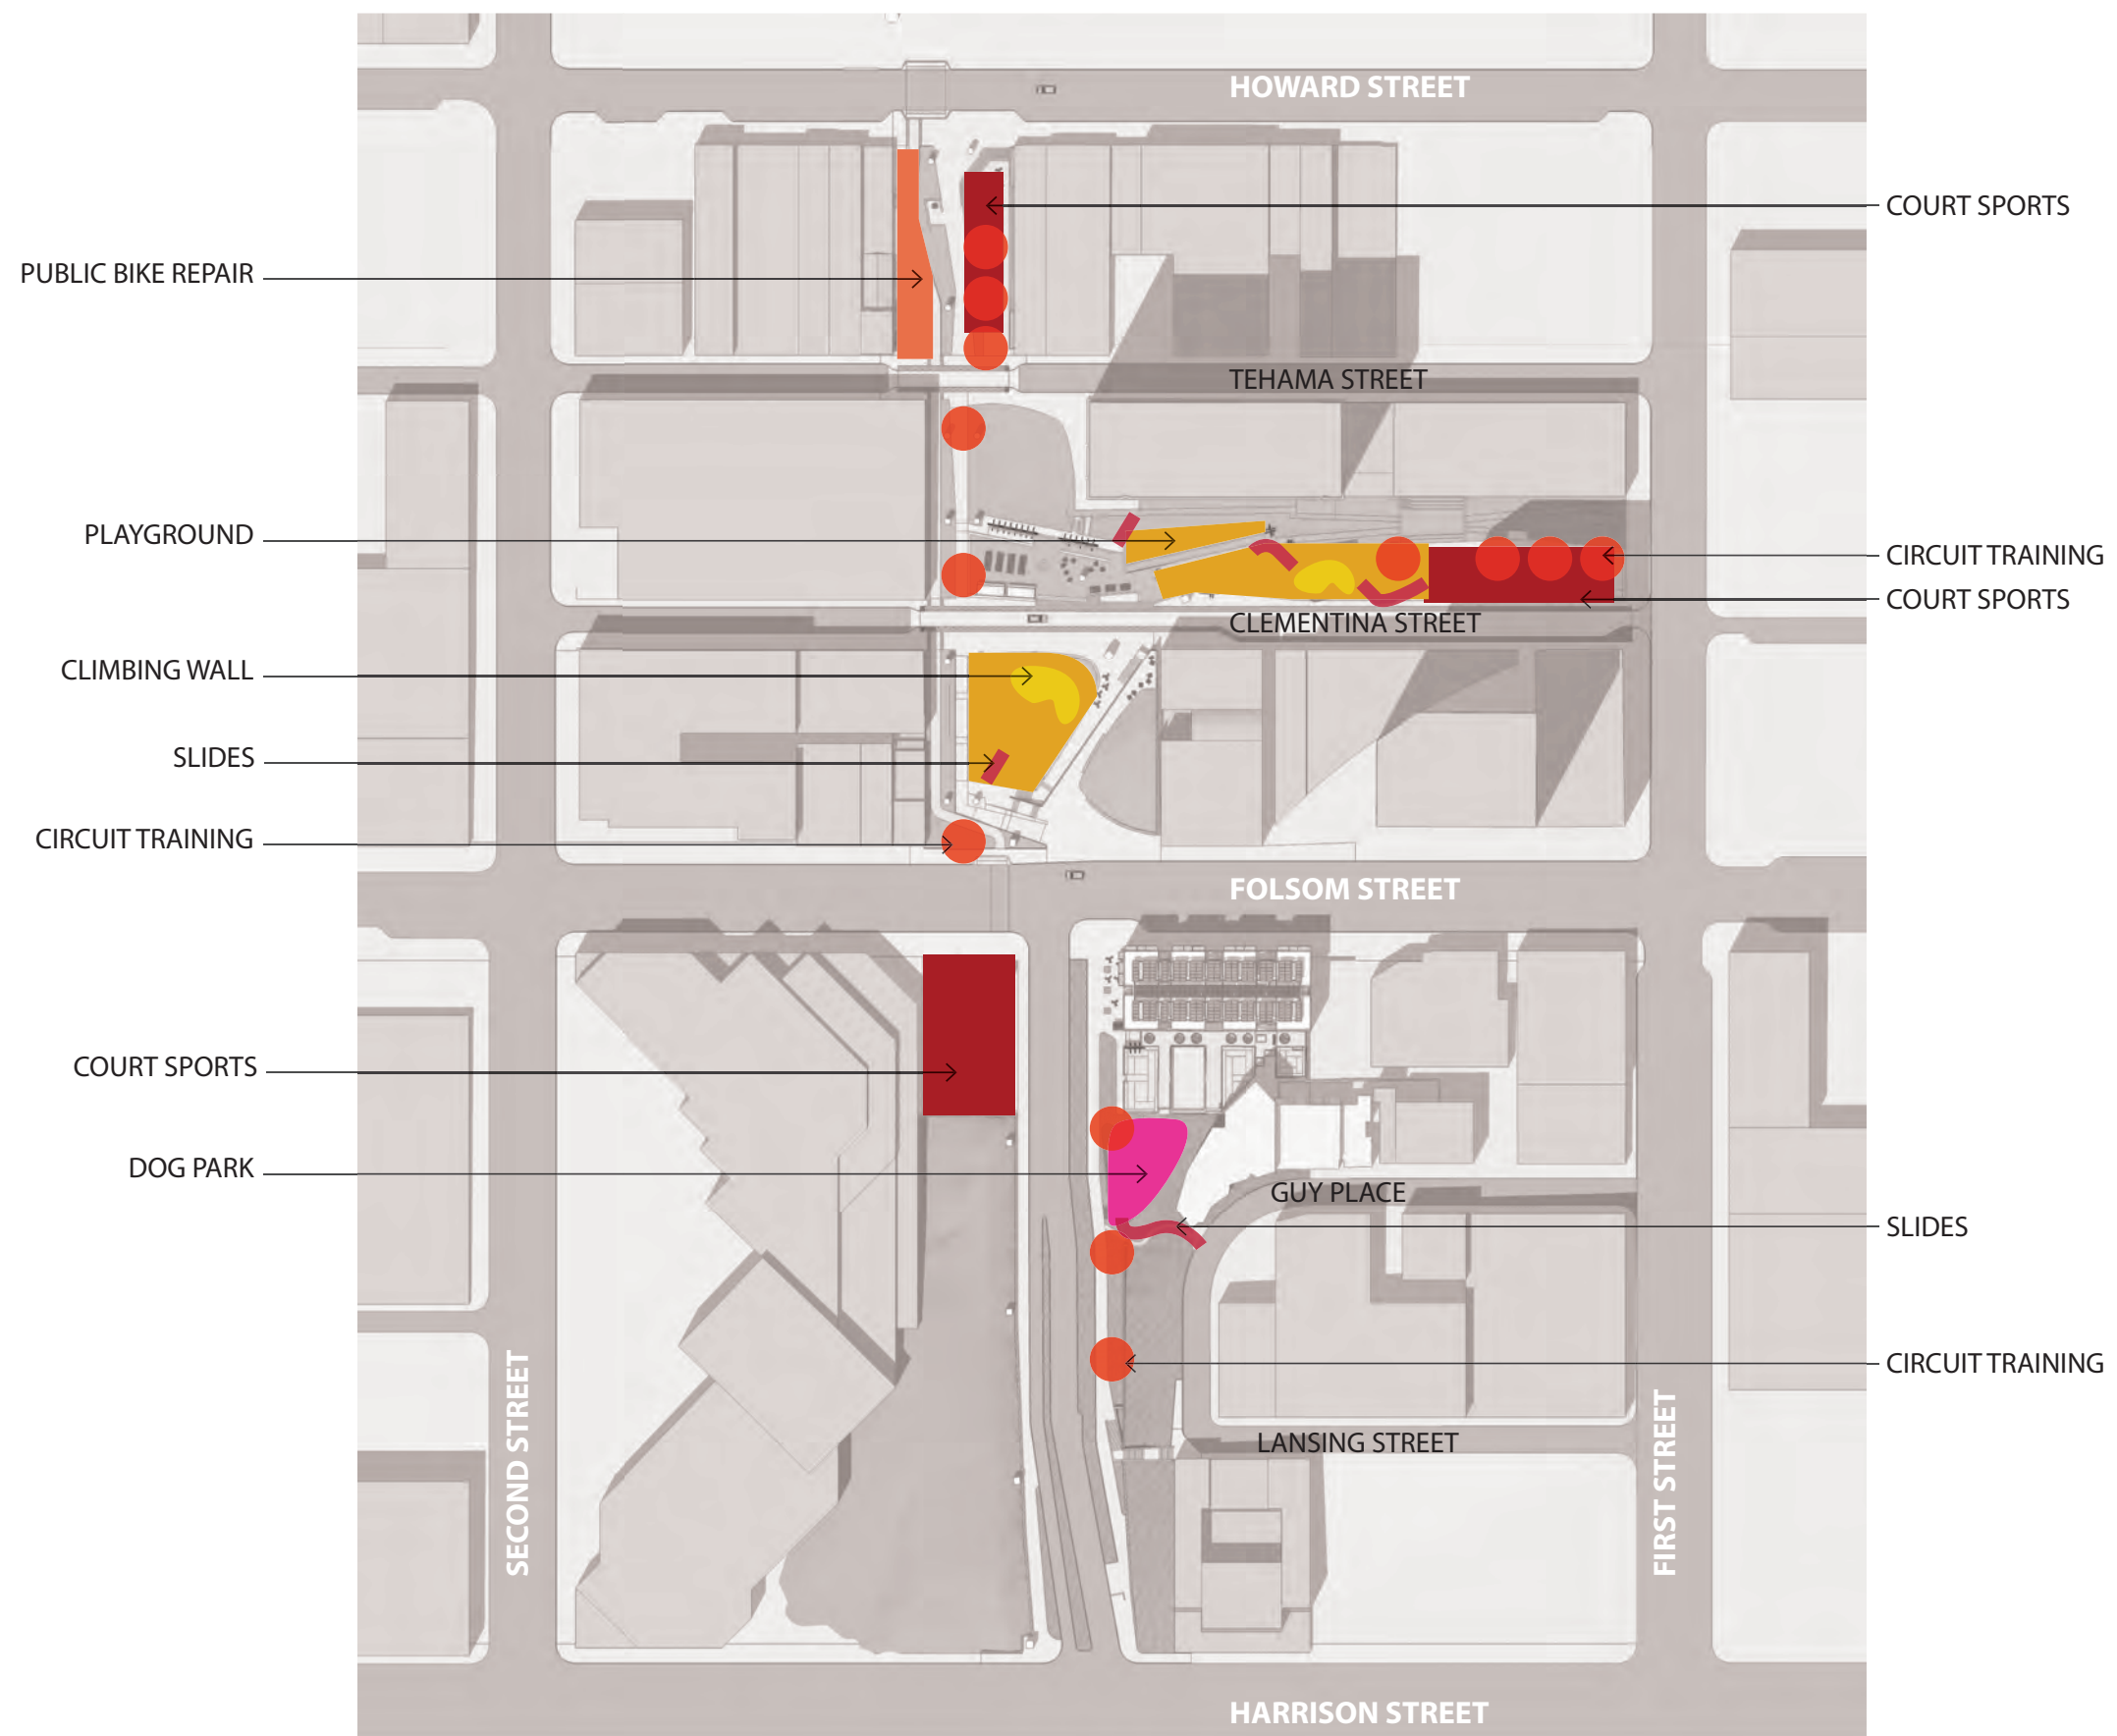 HOWARD STREET
COURT SPORTS
PUBLIC BIKE REPAIR
TEHAMA STREET
PLAYGROUND
CIRCUIT TRAINING
COURT SPORTS
CLEMENTINA STREET
CLIMBING WALL
SLIDES
CIRCUIT TRAINING
FOLSOM STREET
COURT SPORTS
DOG PARK
GUY PLACE
SLIDES
CIRCUIT TRAINING
LANSING STREET
SECOND STREET
FIRST STREET
HARRISON STREET